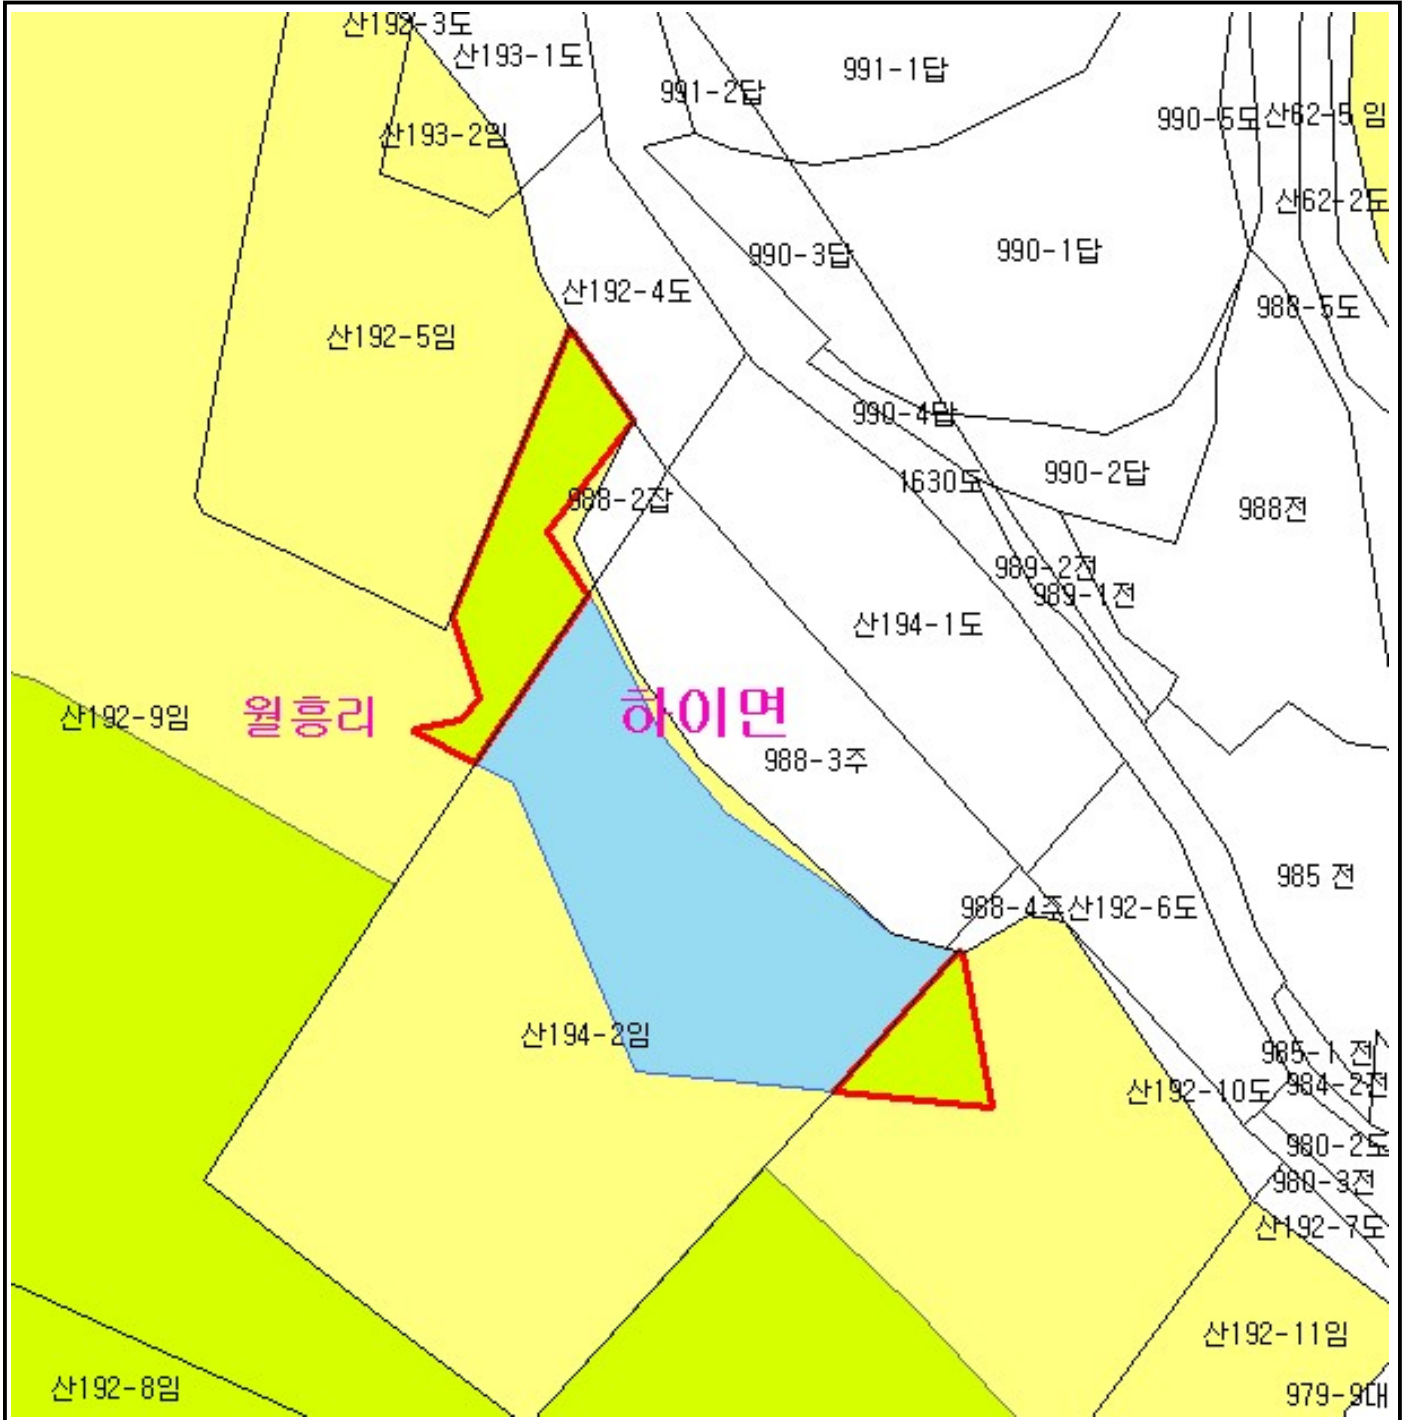 산192-3도
산193-1도
991-1답
991-2답
990-5도
산62-5 임
산193-2임
산62-2도
990-3답
990-1답
산192-4도
988-5도
산192-5임
990-4답
990-2답
1630도
988-2잡
988전
989-2전
989-1전
산194-1도
산192-9임
월흥리
하이면
988-3주
985 전
988-4주
산192-6도
산194-2임
985-1 전
산192-10도
984-2전
980-2도
980-3전
산192-7도
산192-11임
산192-8임
979-9대